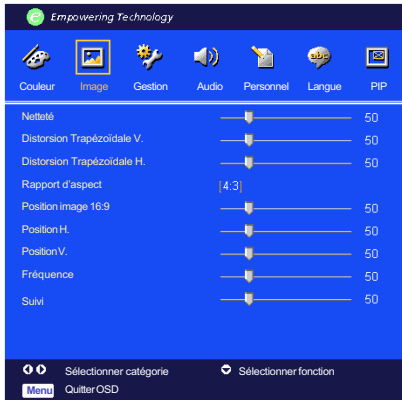 e Empowering Technology
abc
Couleur Image Gestion Audio Personnel Langue PIP
Netteté 50
Distorsion Trapézoïdale V. 50
Distorsion Trapézoïdale H. 50
Rapport d'aspect [4:3]
Position image 16:9 50
Position H. 50
Position V. 50
Fréquence 50
Suivi 50
Sélectionner catégorie Sélectionner fonction
Menu Quitter OSD